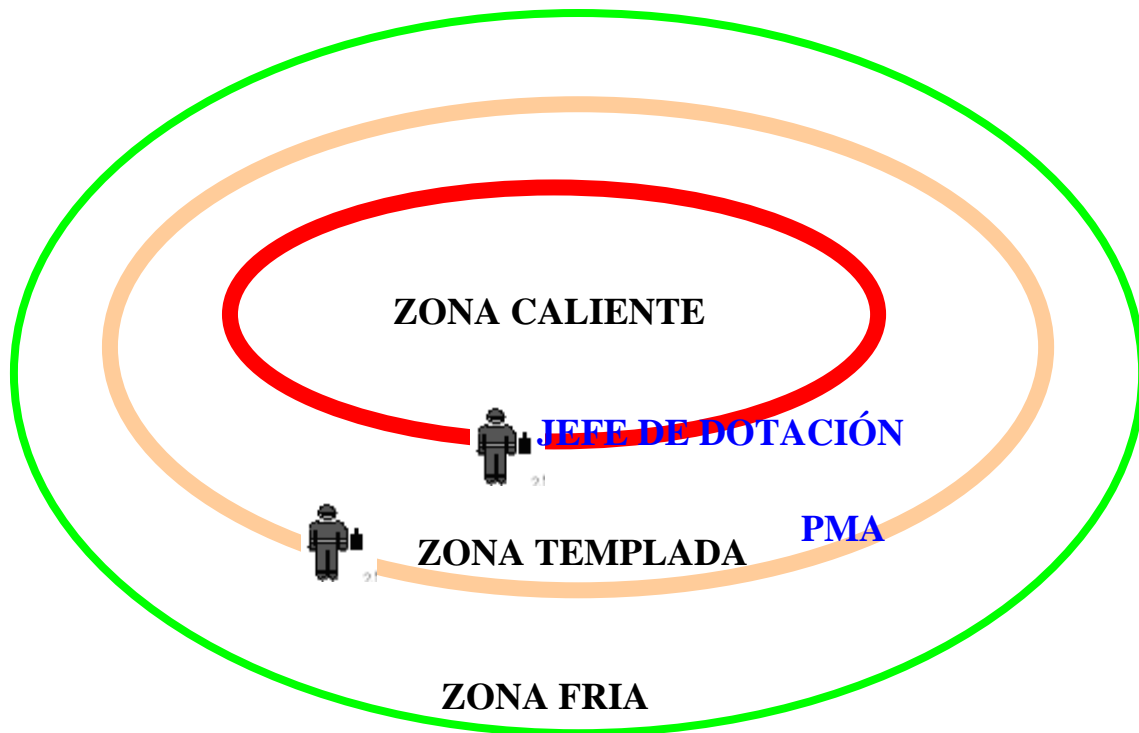 ZONA CALIENTE
JEFE DE DOTACIÓN
PMA
ZONA TEMPLADA
ZONA FRIA